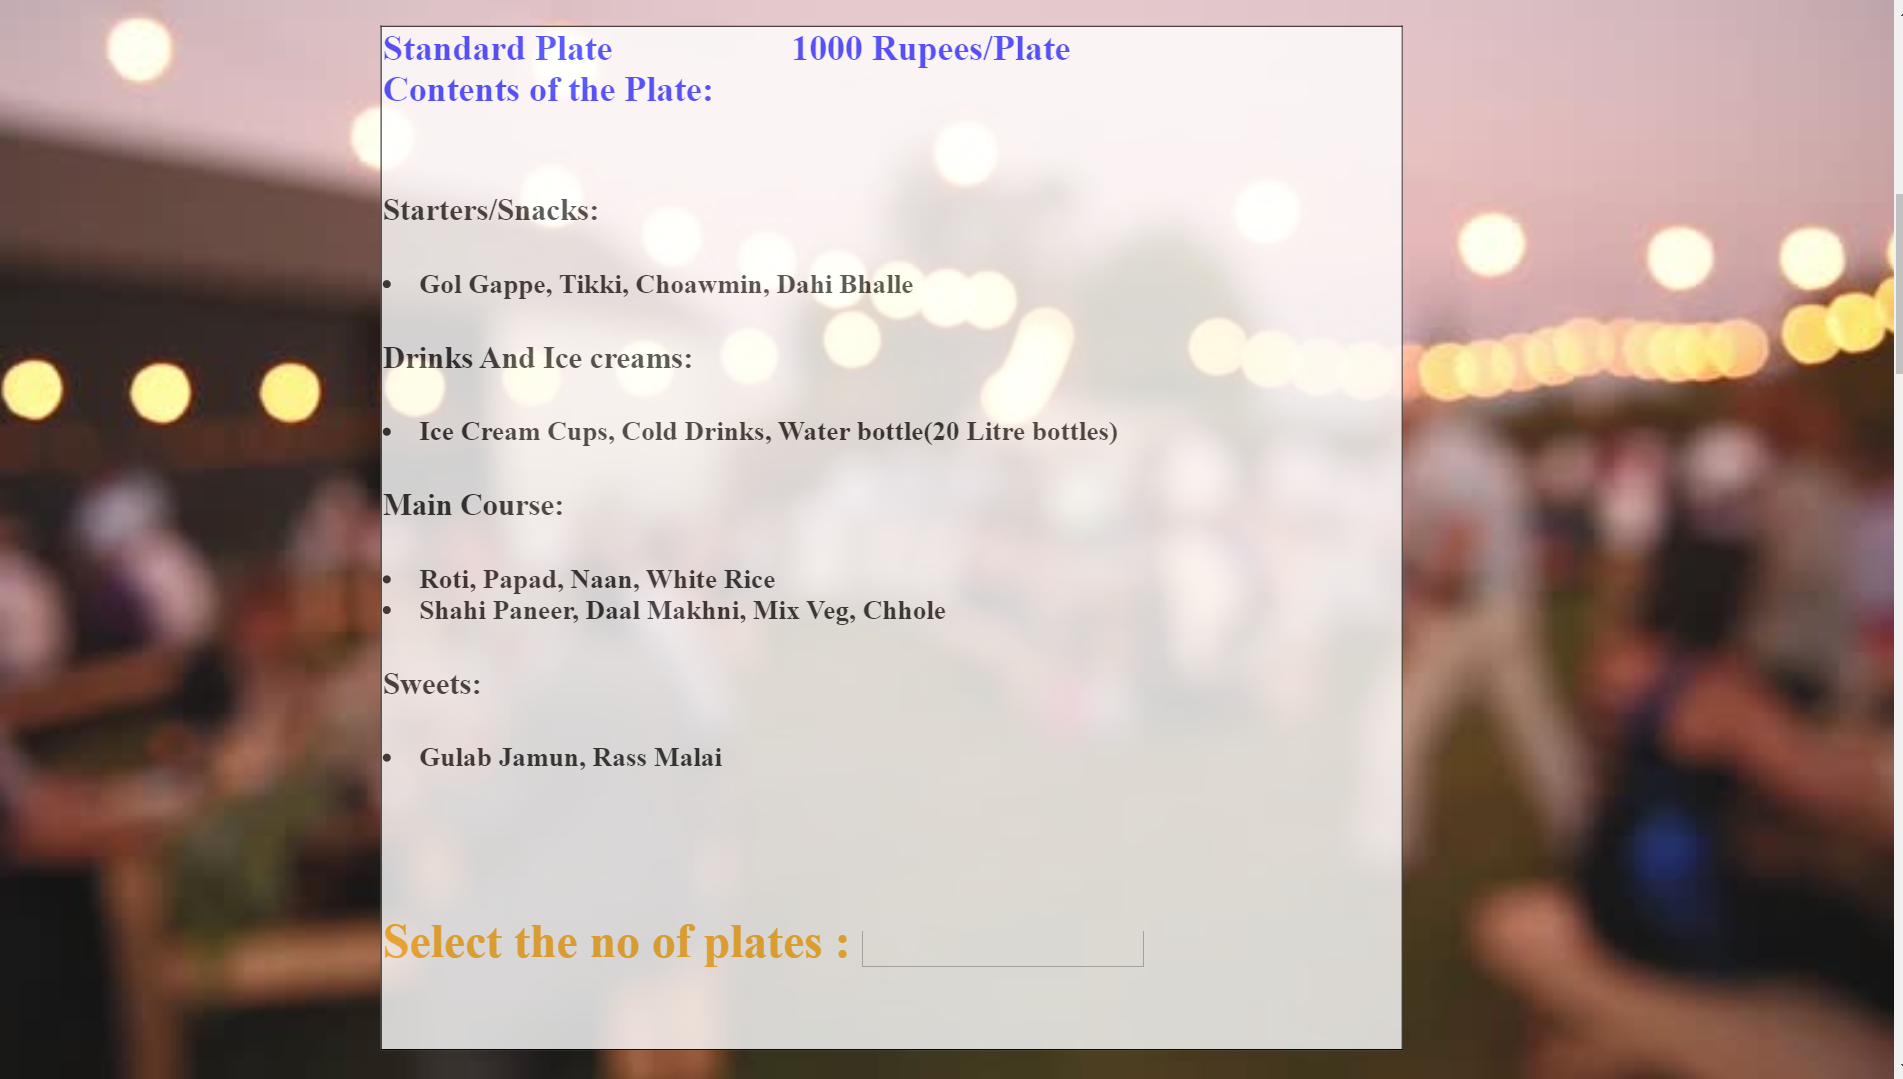 Standard Plate 1000 Rupees/Plate
Contents of the Plate:
Starters/Snacks:
• Gol Gappe, Tikki, Choawmin, Dahi Bhalle
Drinks And Ice creams:
• Ice Cream Cups, Cold Drinks, Water bottle(20 Litre bottles)
Main Course:
• Roti, Papad, Naan, White Rice
• Shahi Paneer, Daal Makhni, Mix Veg, Chhole
Sweets:
• Gulab Jamun, Rass Malai
Select the no of plates :